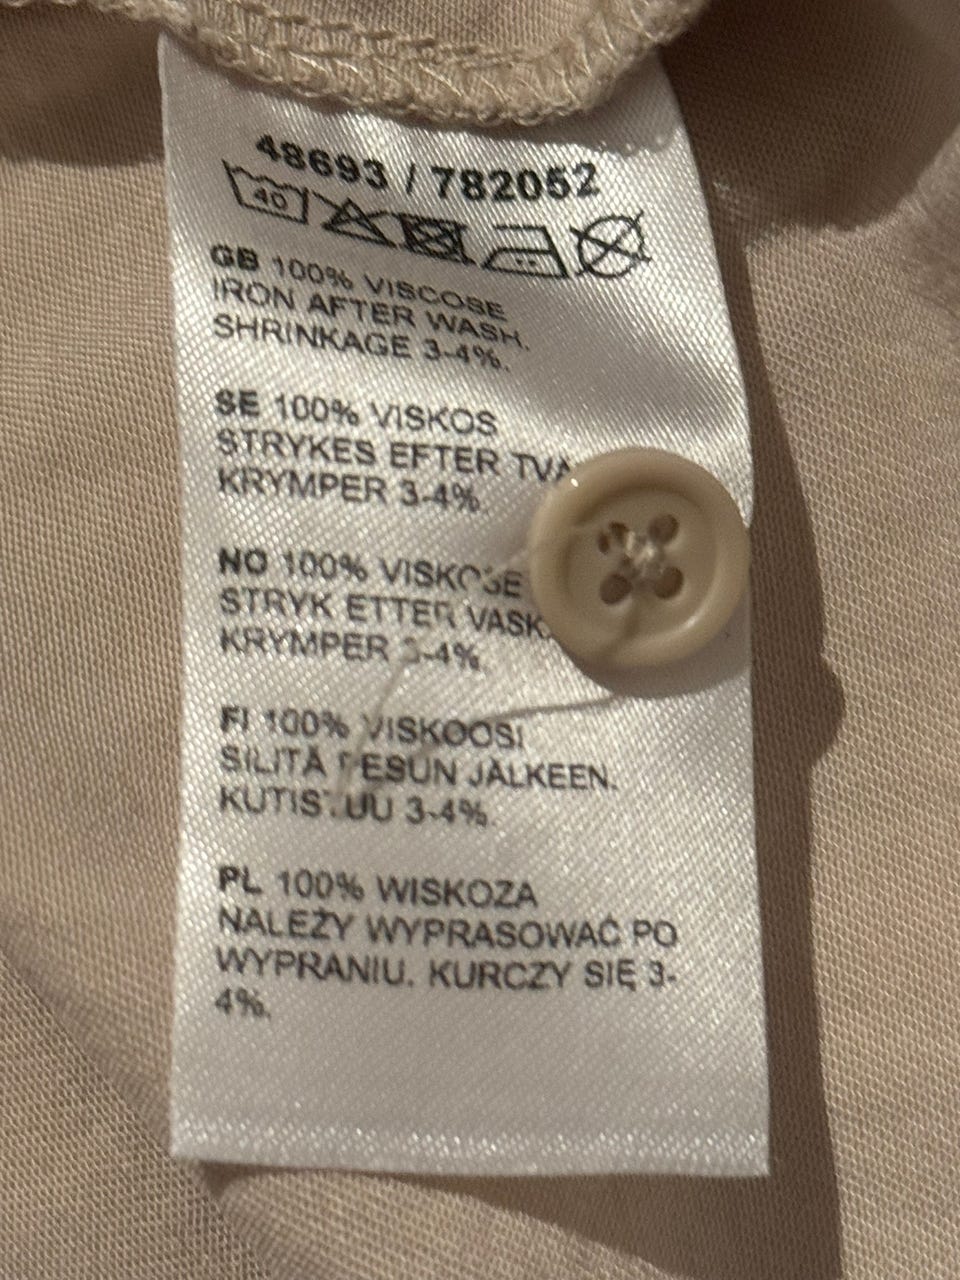 48693 / 782052
40
GB 100% VISCOSE
IRON AFTER WASH.
SHRINKAGE 3-4%.
SE 100% VISKOS
STRYKES EFTER
KRYMPER 3-4%.
NO 100% VISKOSE
STRYK ETTER VASK.
KRYMPER 3-4%.
FI 100% VISKOOSI
SILITÄ PESUN JÄLKEEN.
KUTISTUU 3-4%.
PL 100% WISKOZA
NALEŻY WYPRASOWAĆ PO
WYPRANIU. KURCZY SIĘ 3-
4%.